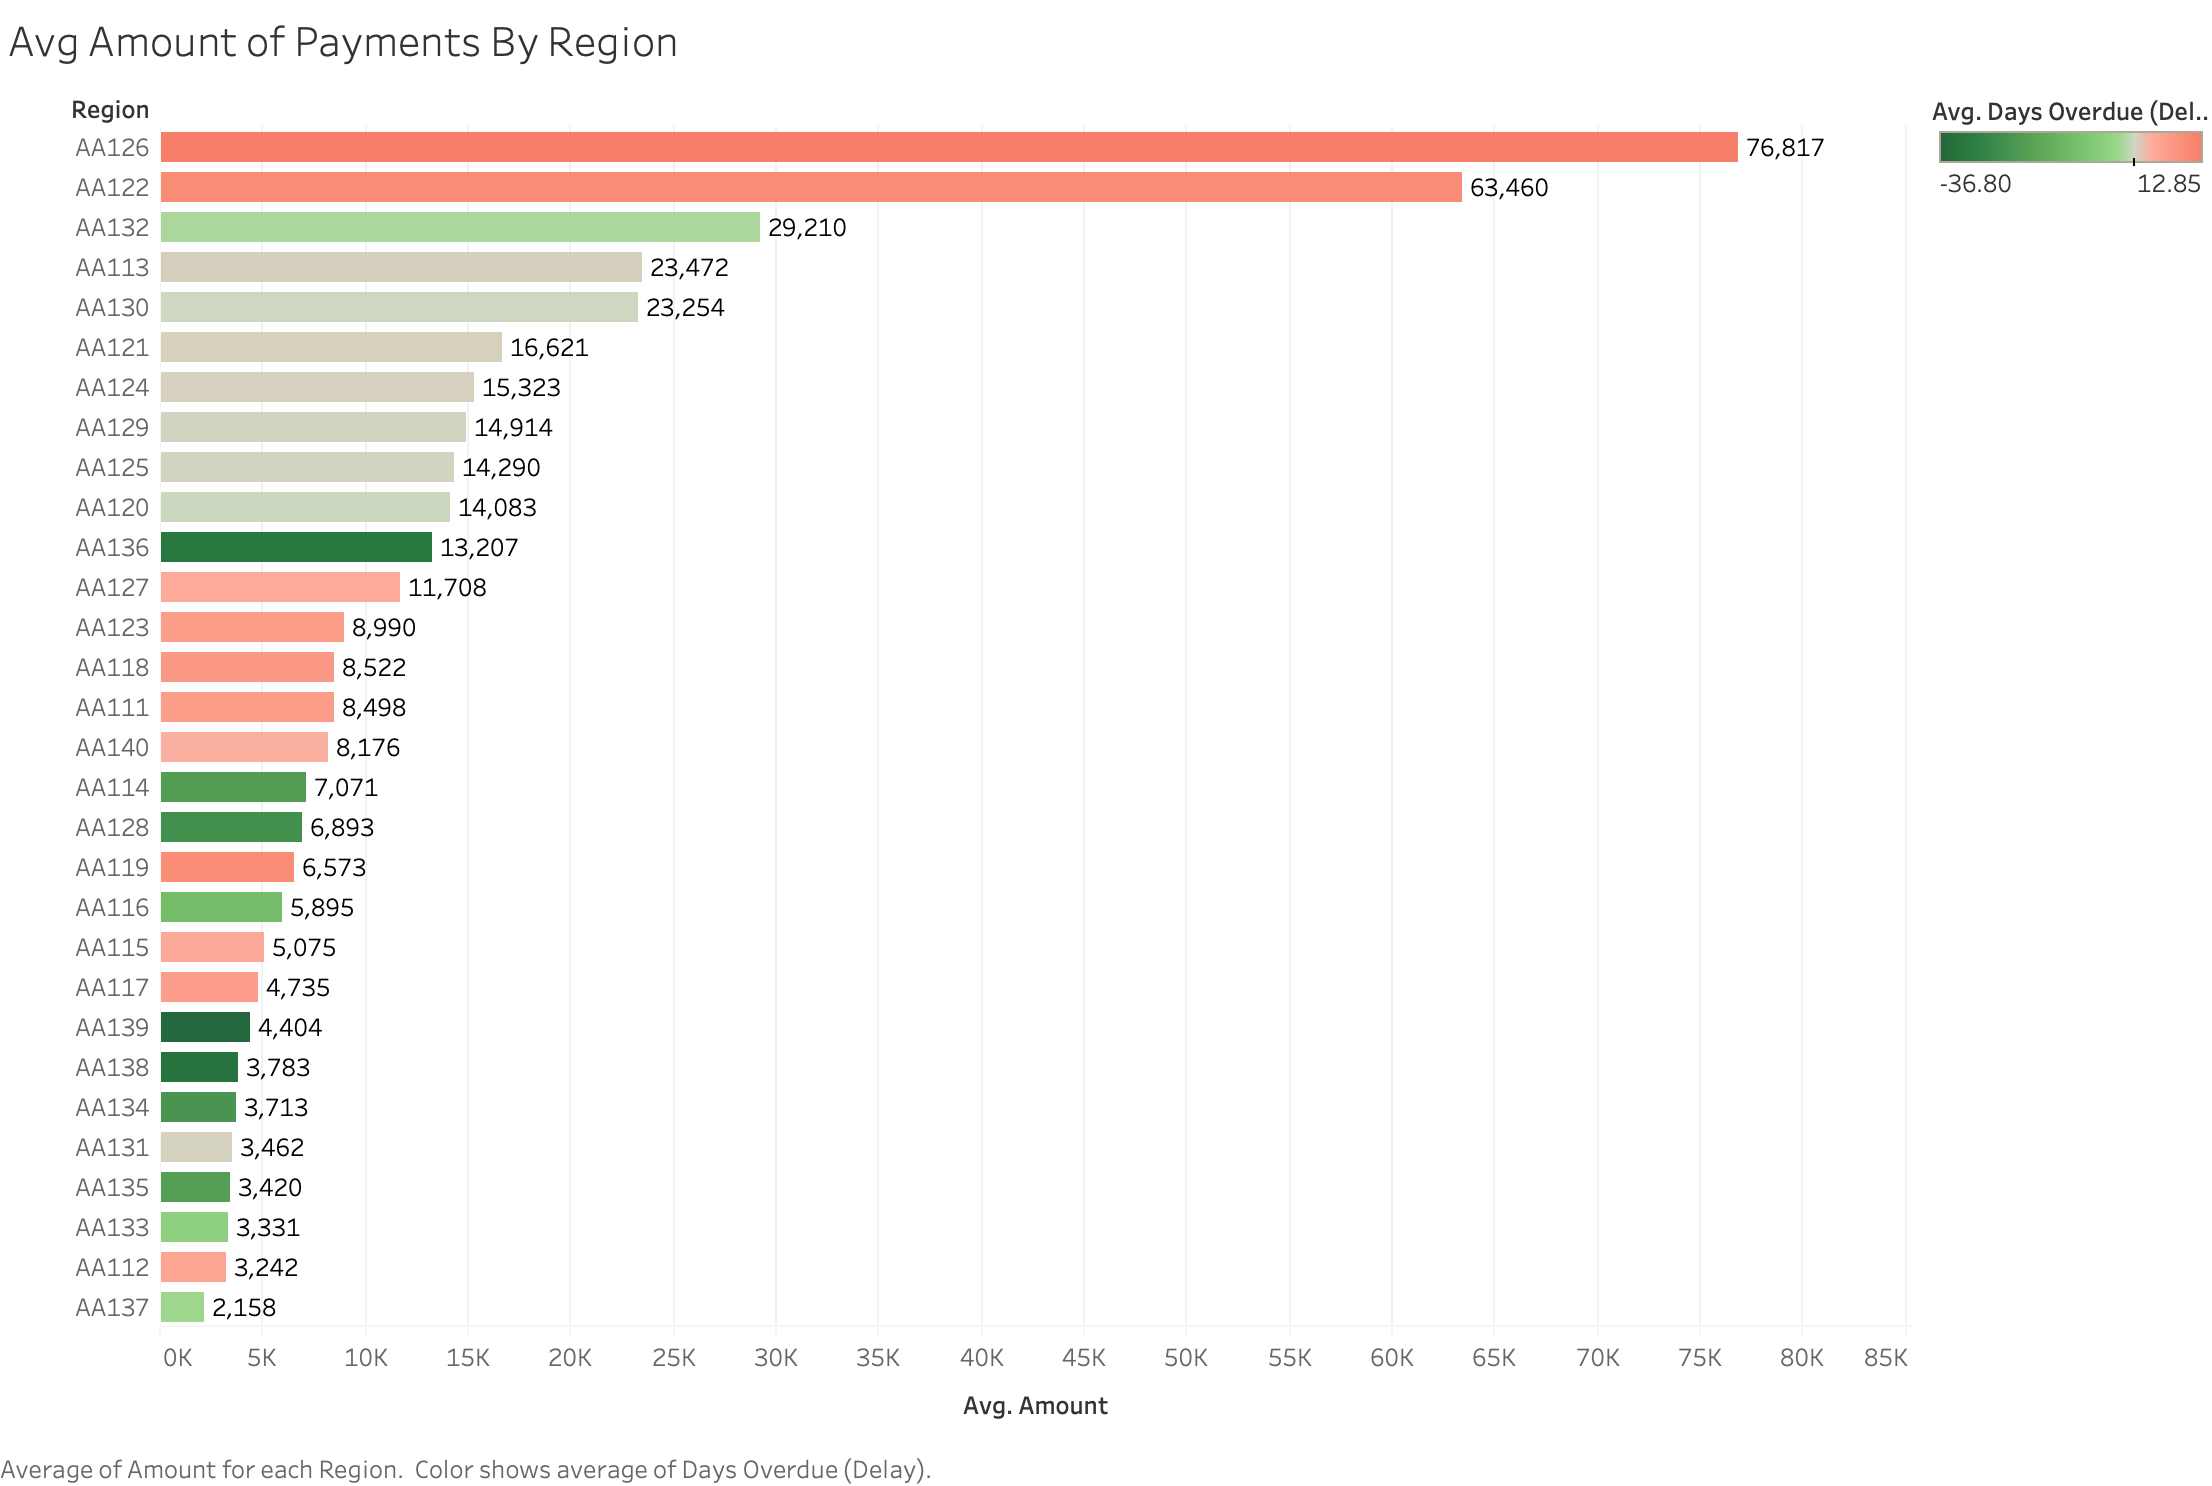 Avg Amount of Payments By Region
Region
Avg. Days Overdue (Del..
-36.80 12.85
AA126 76,817
AA122 63,460
AA132 29,210
AA113 23,472
AA130 23,254
AA121 16,621
AA124 15,323
AA129 14,914
AA125 14,290
AA120 14,083
AA136 13,207
AA127 11,708
AA123 8,990
AA118 8,522
AA111 8,498
AA140 8,176
AA114 7,071
AA128 6,893
AA119 6,573
AA116 5,895
AA115 5,075
AA117 4,735
AA139 4,404
AA138 3,783
AA134 3,713
AA131 3,462
AA135 3,420
AA133 3,331
AA112 3,242
AA137 2,158
0K 5K 10K 15K 20K 25K 30K 35K 40K 45K 50K 55K 60K 65K 70K 75K 80K 85K
Avg. Amount
Average of Amount for each Region.  Color shows average of Days Overdue (Delay).